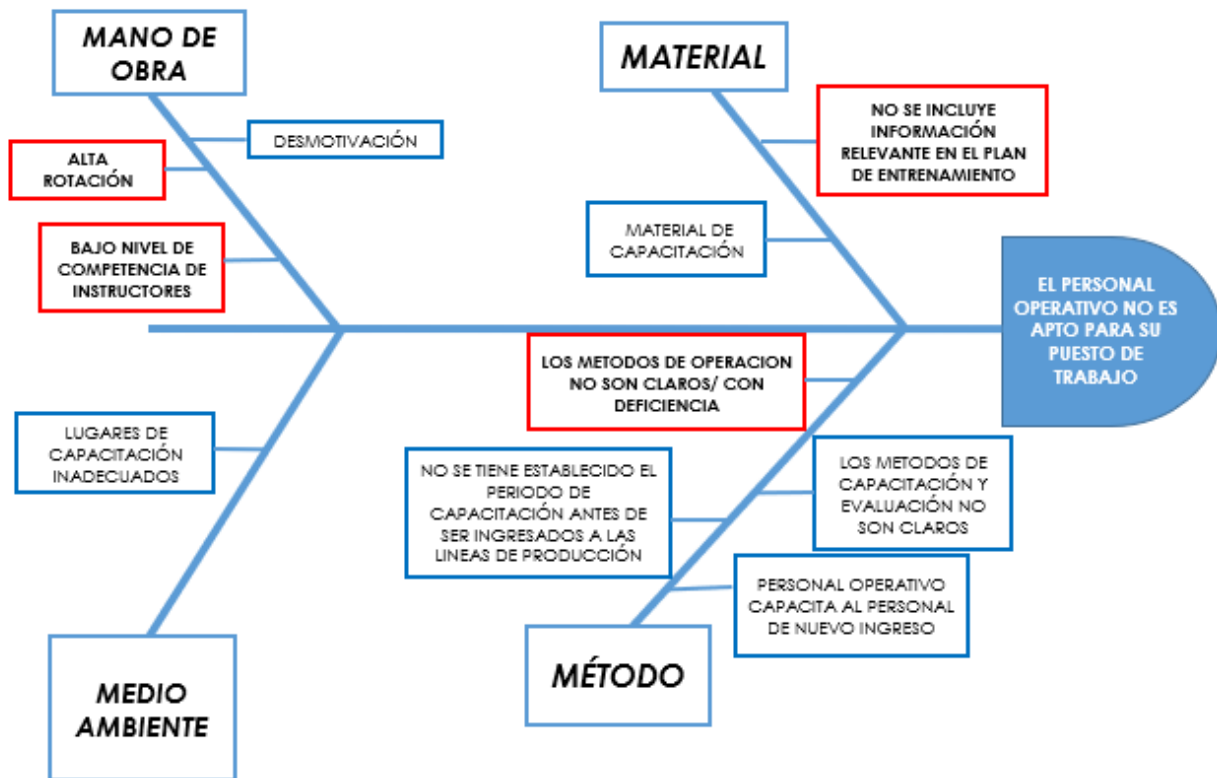 MANO DE
OBRA
DESMOTIVACIÓN
ALTA
ROTACIÓN
BAJO NIVEL DE
COMPETENCIA DE
INSTRUCTORES
MATERIAL
NO SE INCLUYE
INFORMACIÓN
RELEVANTE EN EL PLAN
DE ENTRENAMIENTO
MATERIAL DE
CAPACITACIÓN
EL PERSONAL
OPERATIVO NO ES
APTO PARA SU
PUESTO DE
TRABAJO
LUGARES DE
CAPACITACIÓN
INADECUADOS
MEDIO
AMBIENTE
LOS METODOS DE OPERACION
NO SON CLAROS/ CON
DEFICIENCIA
NO SE TIENE ESTABLECIDO EL
PERIODO DE
CAPACITACIÓN ANTES DE
SER INGRESADOS A LAS
LINEAS DE PRODUCCIÓN
LOS METODOS DE
CAPACITACIÓN Y
EVALUACIÓN NO
SON CLAROS
PERSONAL OPERATIVO
CAPACITA AL PERSONAL
DE NUEVO INGRESO
MÉTODO